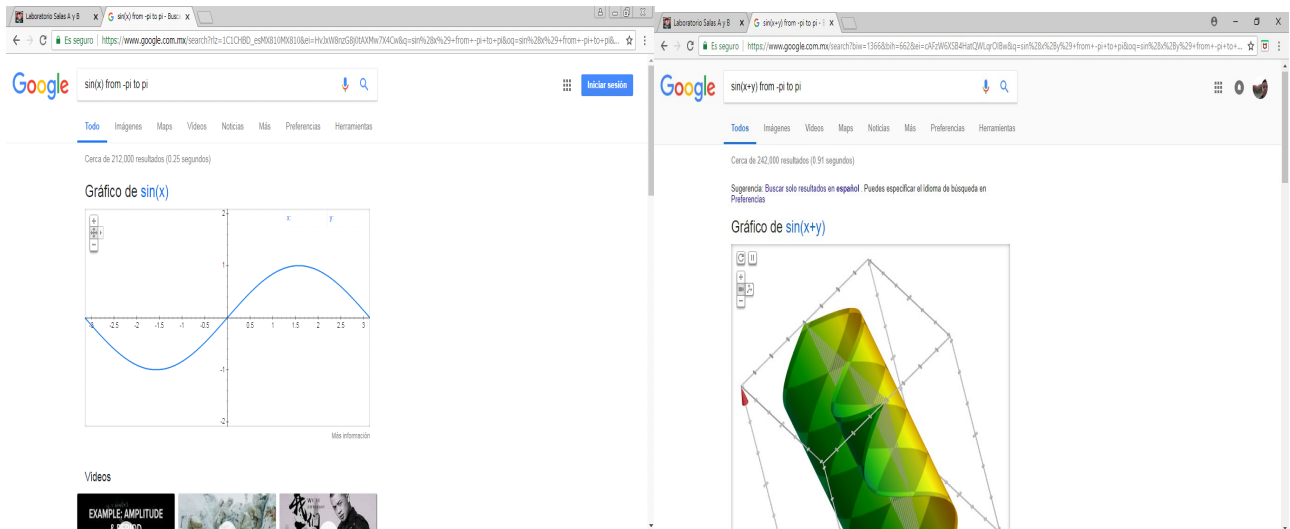 Laboratorio Salas A y B
sin(x) from -pi to pi - Busc
Es seguro
https://www.google.com.mx/search?rlz=1C1CHBD_esMX810MX810&ei=HvJxW8nzG8jI0tAXMw7X4Cw&q=sin%28x%29+from+-pi+to+pi&oq=sin%28x%29+from+-pi+to+pi&...
Google
sin(x) from -pi to pi
Iniciar sesión
Todo Imágenes Maps Vídeos Noticias Más Preferencias Herramientas
Cerca de 212,000 resultados (0.25 segundos)
Gráfico de sin(x)
x: y:
2
1
-3 -2.5 -2 -1.5 -1 -0.5 0.5 1 1.5 2 2.5 3
-1
-2
Más información
Videos
EXAMPLE; AMPLITUDE
& PERIOD
我
们
Laboratorio Salas A y B
sin(x+y) from -pi to pi - B
Es seguro
https://www.google.com.mx/search?biw=1366&bih=662&ei=oAFzW6XSB4HatQWLqrOIBw&q=sin%28x%2By%29+from+-pi+to+pi&oq=sin%28x%2By%29+from+-pi+to+...
Google
sin(x+y) from -pi to pi
Todos Imágenes Videos Maps Noticias Más Preferencias Herramientas
Cerca de 242,000 resultados (0.91 segundos)
Sugerencia: Buscar solo resultados en español . Puedes especificar el idioma de búsqueda en
Preferencias
Gráfico de sin(x+y)